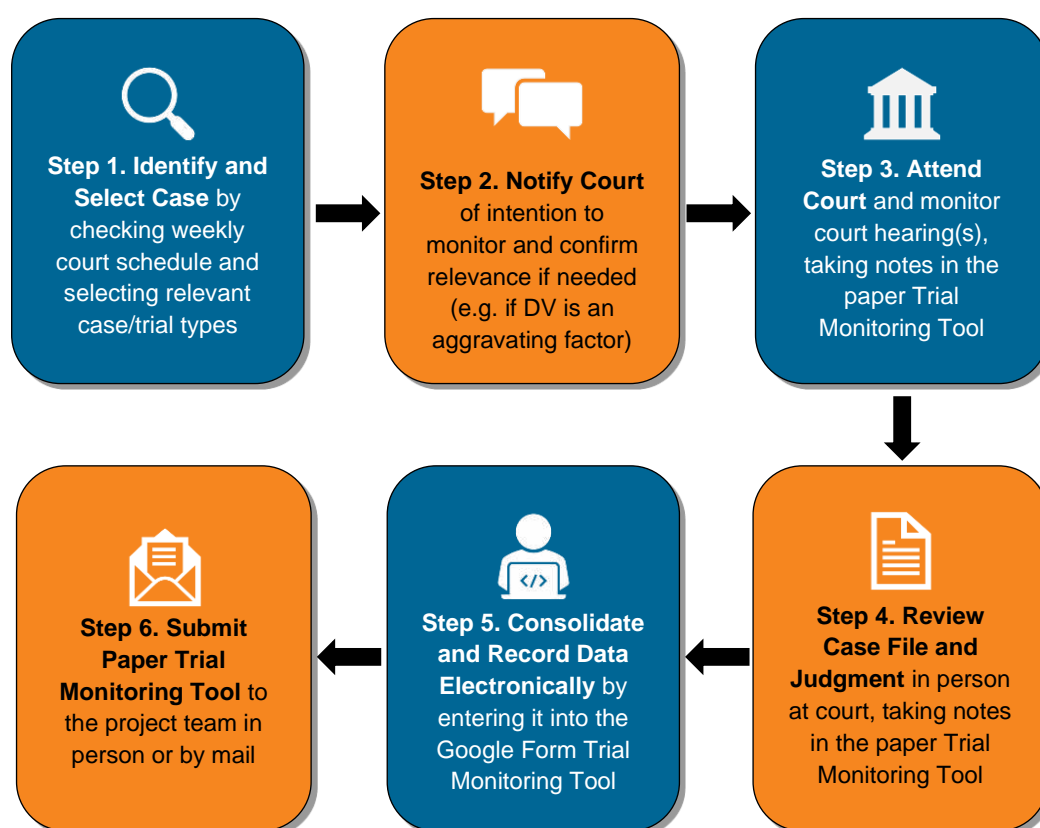 Step 1. Identify and
Select Case by
checking weekly
court schedule and
selecting relevant
case/trial types
Step 2. Notify Court
of intention to
monitor and confirm
relevance if needed
(e.g. if DV is an
aggravating factor)
Step 3. Attend
Court and monitor
court hearing(s),
taking notes in the
paper Trial
Monitoring Tool
Step 4. Review
Case File and
Judgment in person
at court, taking notes
in the paper Trial
Monitoring Tool
</>
Step 5. Consolidate
and Record Data
Electronically by
entering it into the
Google Form Trial
Monitoring Tool
Step 6. Submit
Paper Trial
Monitoring Tool to
the project team in
person or by mail